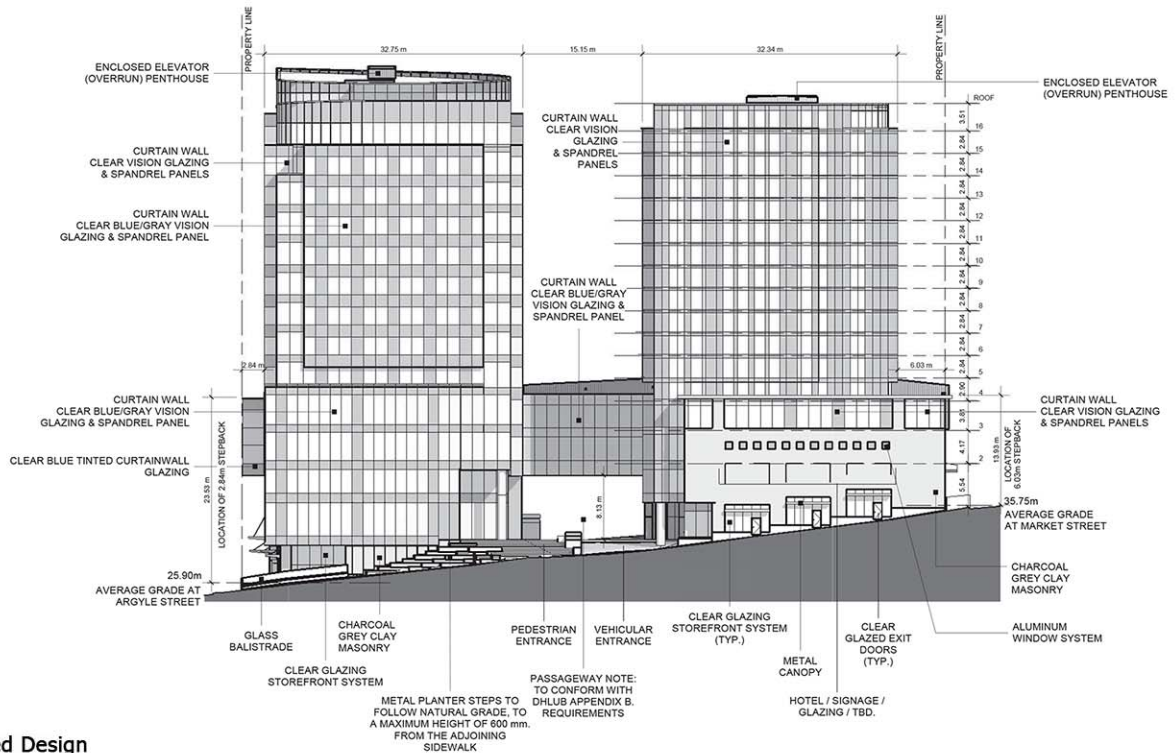 PROPERTY LINE
32.75 m
15.15 m
32.34 m
PROPERTY LINE
ENCLOSED ELEVATOR
(OVERRUN) PENTHOUSE
CURTAIN WALL
CLEAR VISION GLAZING
& SPANDREL PANELS
CURTAIN WALL
CLEAR BLUE/GRAY VISION
GLAZING & SPANDREL PANEL
2.84 m
CURTAIN WALL
CLEAR BLUE/GRAY VISION
GLAZING & SPANDREL PANEL
CLEAR BLUE TINTED CURTAINWALL
GLAZING
23.53 m
LOCATION OF 2.84m STEPBACK
25.90m
AVERAGE GRADE AT
ARGYLE STREET
CURTAIN WALL
CLEAR VISION
GLAZING
& SPANDREL
PANELS
CURTAIN WALL
CLEAR BLUE/GRAY
VISION GLAZING &
SPANDREL PANEL
8.13 m
ENCLOSED ELEVATOR
(OVERRUN) PENTHOUSE
ROOF
3.51
16
2.84
15
2.84
14
2.84
13
2.84
12
2.84
11
2.84
10
2.84
9
2.84
8
2.84
7
2.84
6
2.84
5
2.90
4
3.81
3
4.17
2
5.54
6.03 m
13.93 m
LOCATION OF
6.03m STEPBACK
CURTAIN WALL
CLEAR VISION GLAZING
& SPANDREL PANELS
35.75m
AVERAGE GRADE
AT MARKET STREET
CHARCOAL
GREY CLAY
MASONRY
ALUMINUM
WINDOW SYSTEM
GLASS
BALISTRADE
CLEAR GLAZING
STOREFRONT SYSTEM
CHARCOAL
GREY CLAY
MASONRY
METAL PLANTER STEPS TO
FOLLOW NATURAL GRADE, TO
A MAXIMUM HEIGHT OF 600 mm.
FROM THE ADJOINING
SIDEWALK
PEDESTRIAN
ENTRANCE
VEHICULAR
ENTRANCE
PASSAGEWAY NOTE:
TO CONFORM WITH
DHLUB APPENDIX B.
REQUIREMENTS
CLEAR GLAZING
STOREFRONT SYSTEM
(TYP.)
METAL
CANOPY
CLEAR
GLAZED EXIT
DOORS
(TYP.)
HOTEL / SIGNAGE /
GLAZING / TBD.
ed Design